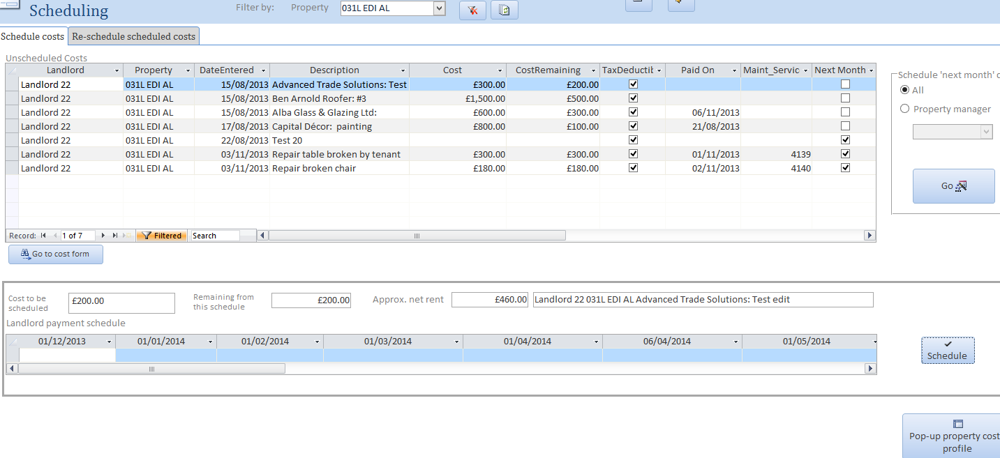 Scheduling
Filter by: Property 031L EDI AL
Schedule costs Re-schedule scheduled costs
Unscheduled Costs
Landlord Property DateEntered Description Cost CostRemaining TaxDeductib Paid On Maint_Servic Next Month
Landlord 22 031L EDI AL 15/08/2013 Advanced Trade Solutions: Test £300.00 £200.00
Landlord 22 031L EDI AL 15/08/2013 Ben Arnold Roofer: #3 £1,500.00 £500.00
Landlord 22 031L EDI AL 15/08/2013 Alba Glass & Glazing Ltd: £600.00 £300.00 06/11/2013
Landlord 22 031L EDI AL 17/08/2013 Capital Décor: painting £800.00 £100.00 21/08/2013
Landlord 22 031L EDI AL 22/08/2013 Test 20
Landlord 22 031L EDI AL 03/11/2013 Repair table broken by tenant £300.00 £300.00 01/11/2013 4139
Landlord 22 031L EDI AL 03/11/2013 Repair broken chair £180.00 £180.00 02/11/2013 4140
Record: 1 of 7 Filtered Search
Go to cost form
Schedule 'next month' c
All
Property manager
Go
Cost to be scheduled £200.00
Remaining from this schedule £200.00
Approx. net rent £460.00
Landlord 22 031L EDI AL Advanced Trade Solutions: Test edit
Landlord payment schedule
01/12/2013 01/01/2014 01/02/2014 01/03/2014 01/04/2014 06/04/2014 01/05/2014
Schedule
Pop-up property cost
profile